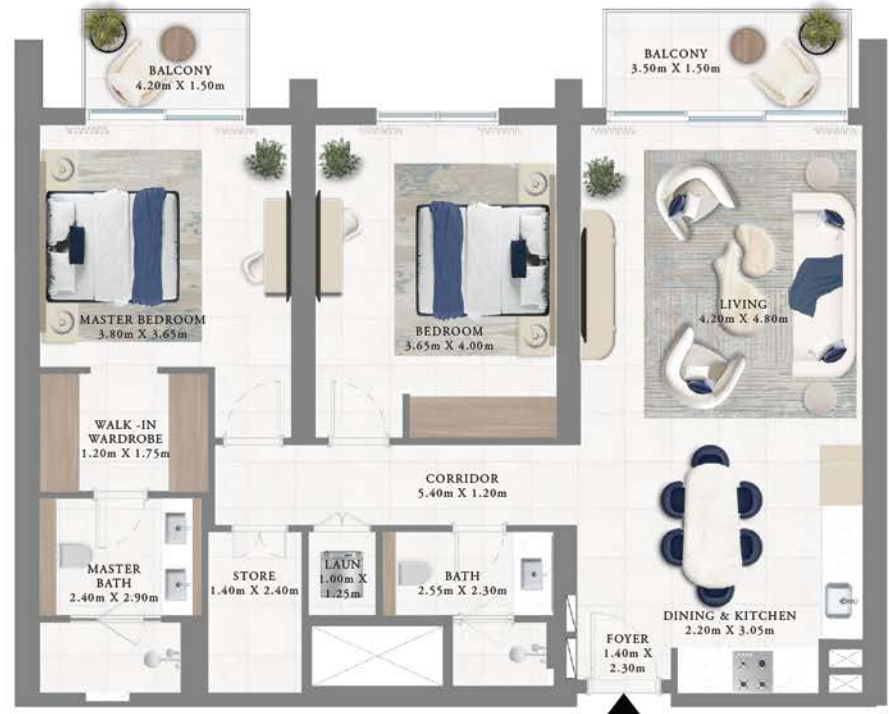 BALCONY
4.20m X 1.50m
BALCONY
3.50m X 1.50m
MASTER BEDROOM
3.80m X 3.65m
BEDROOM
3.65m X 4.00m
LIVING
4.20m X 4.80m
WALK -IN
WARDROBE
1.20m X 1.75m
CORRIDOR
5.40m X 1.20m
MASTER
BATH
2.40m X 2.90m
STORE
1.40m X 2.40m
LAUN
1.00m X
1.25m
BATH
2.55m X 2.30m
DINING & KITCHEN
2.20m X 3.05m
FOYER
1.40m X
2.30m